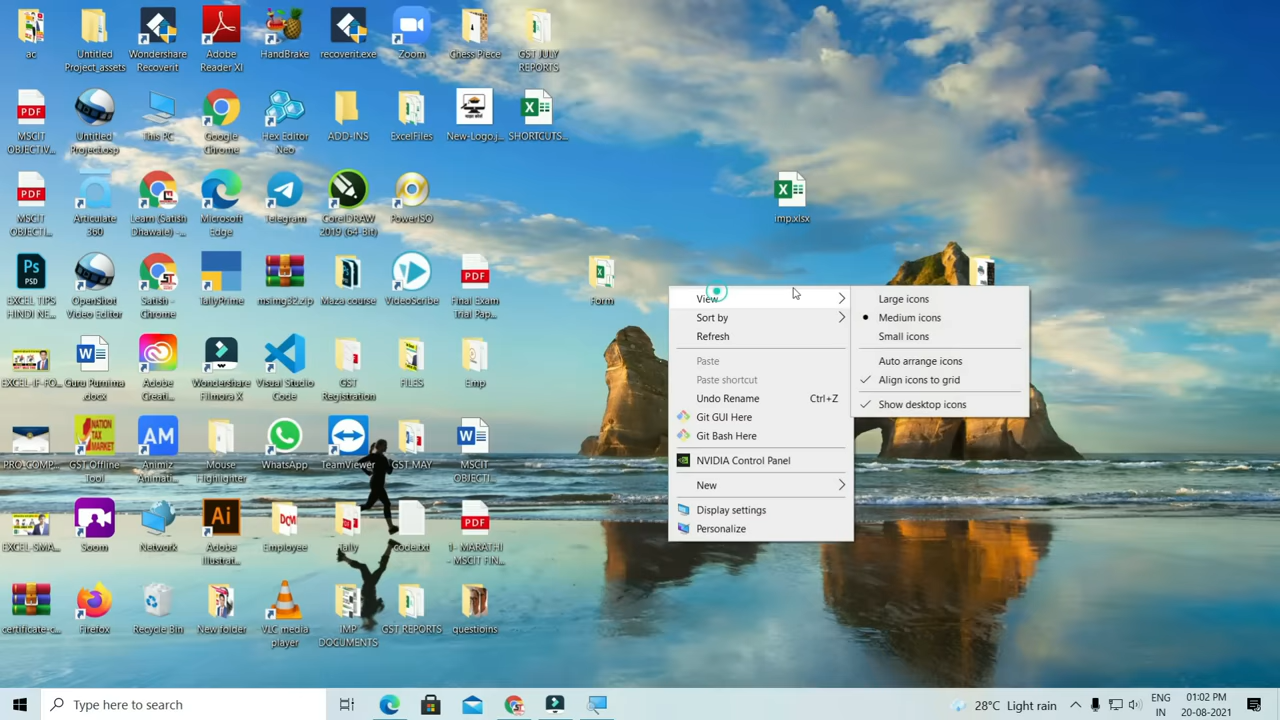 ac
Untitled
Project_assets
Wondershare
Recoverit
Adobe
Reader XI
HandBrake
recoverit.exe
Zoom
Chess Piece
GST JULY
REPORTS
MSCIT
OBJECTIV...
Untitled
Project.osp
This PC
Google
Chrome
Hex Editor
Neo
ADD-INS
ExcelFiles
New-Logo.j...
SHORTCUTS...
MSCIT
OBJECTI...
Articulate
360
Learn (Satish
Dhawale) -...
Microsoft
Edge
Telegram
CorelDRAW
2019 (64-Bit)
PowerISO
imp.xlsx
EXCEL TIPS
HINDI NE...
OpenShot
Video Editor
Satish -
Chrome
TallyPrime
msimg32.zip
Maza course
VideoScribe
Final Exam
Trial Pap...
Form
EXCEL-IF-FO...
Guru Purnima
.docx
Adobe
Creati...
Wondershare
Filmora X
Visual Studio
Code
GST
Registration
FILES
Emp
PRO-COMP...
GST Offline
Tool
Animiz
Animati...
Mouse
Highlighter
WhatsApp
TeamViewer
GST MAY
MSCIT
OBJECTI...
EXCEL-SMA...
Soom
Network
Adobe
Illustrat...
Employee
Tally
code.txt
1- MARATHI
- MSCIT FIN...
certificate-c...
Firefox
Recycle Bin
New folder
VLC media
player
IMP
DOCUMENTS
GST REPORTS
questioins
View
Sort by
Refresh
Paste
Paste shortcut
Undo Rename Ctrl+Z
Git GUI Here
Git Bash Here
NVIDIA Control Panel
New
Display settings
Personalize
Large icons
Medium icons
Small icons
Auto arrange icons
Align icons to grid
Show desktop icons
Type here to search
28°C Light rain
ENG
IN
01:02 PM
20-08-2021